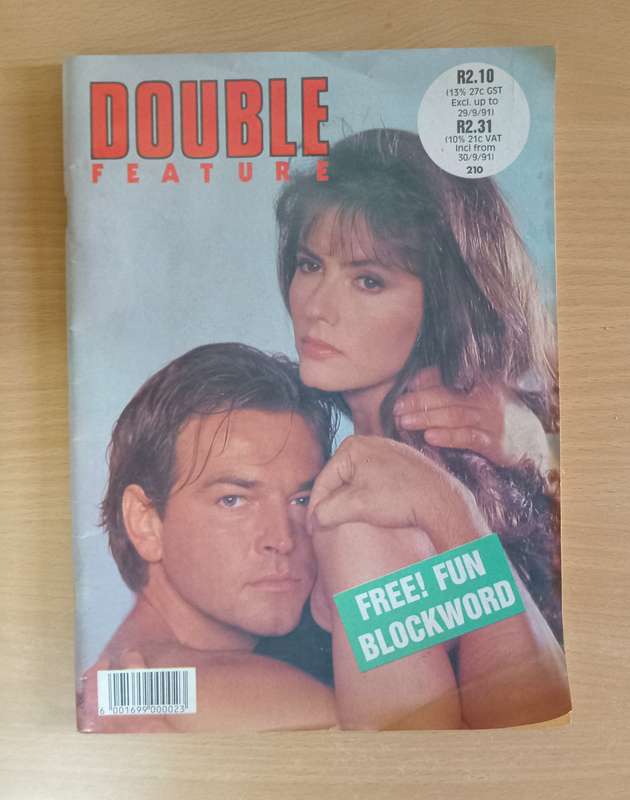 DOUBLE
FEATURE
R2.10
(13% 27c GST
Excl. up to
29/9/91)
R2.31
(10% 21c VAT
Incl from
30/9/91)
210
FREE! FUN
BLOCKWORD
6 001699 000023